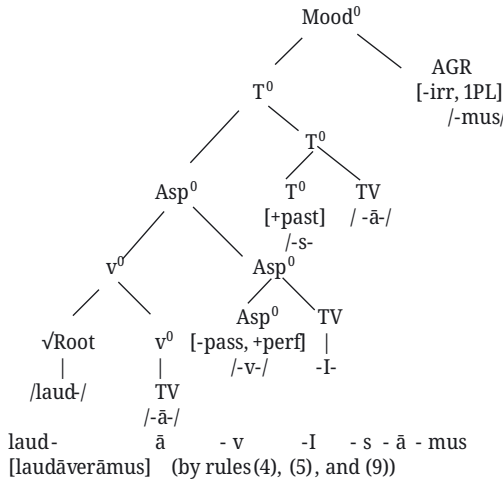 Mood⁰
AGR
T⁰ [-irr, 1PL]
/-mus/
T⁰
Asp⁰ T⁰ TV
[+past] / -ā-/
/-s-
v⁰ Asp⁰
Asp⁰ TV
√Root v⁰ [-pass, +perf] |
| | /-v-/ -I-
/laud-/ TV
/-ā-/
laud- ā - v -I - s - ā - mus
[laudāverāmus] (by rules (4), (5), and (9))